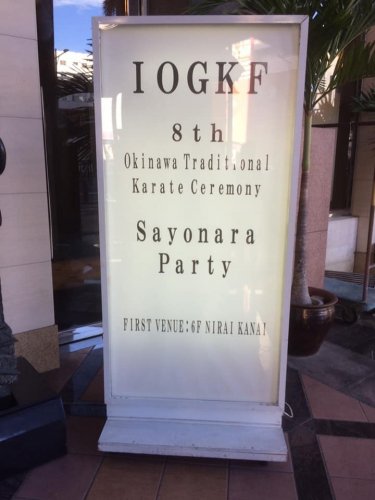 IOGKF
8th
Okinawa Traditional
Karate Ceremony
Sayonara
Party
FIRST VENUE:6F NIRAI KANAI